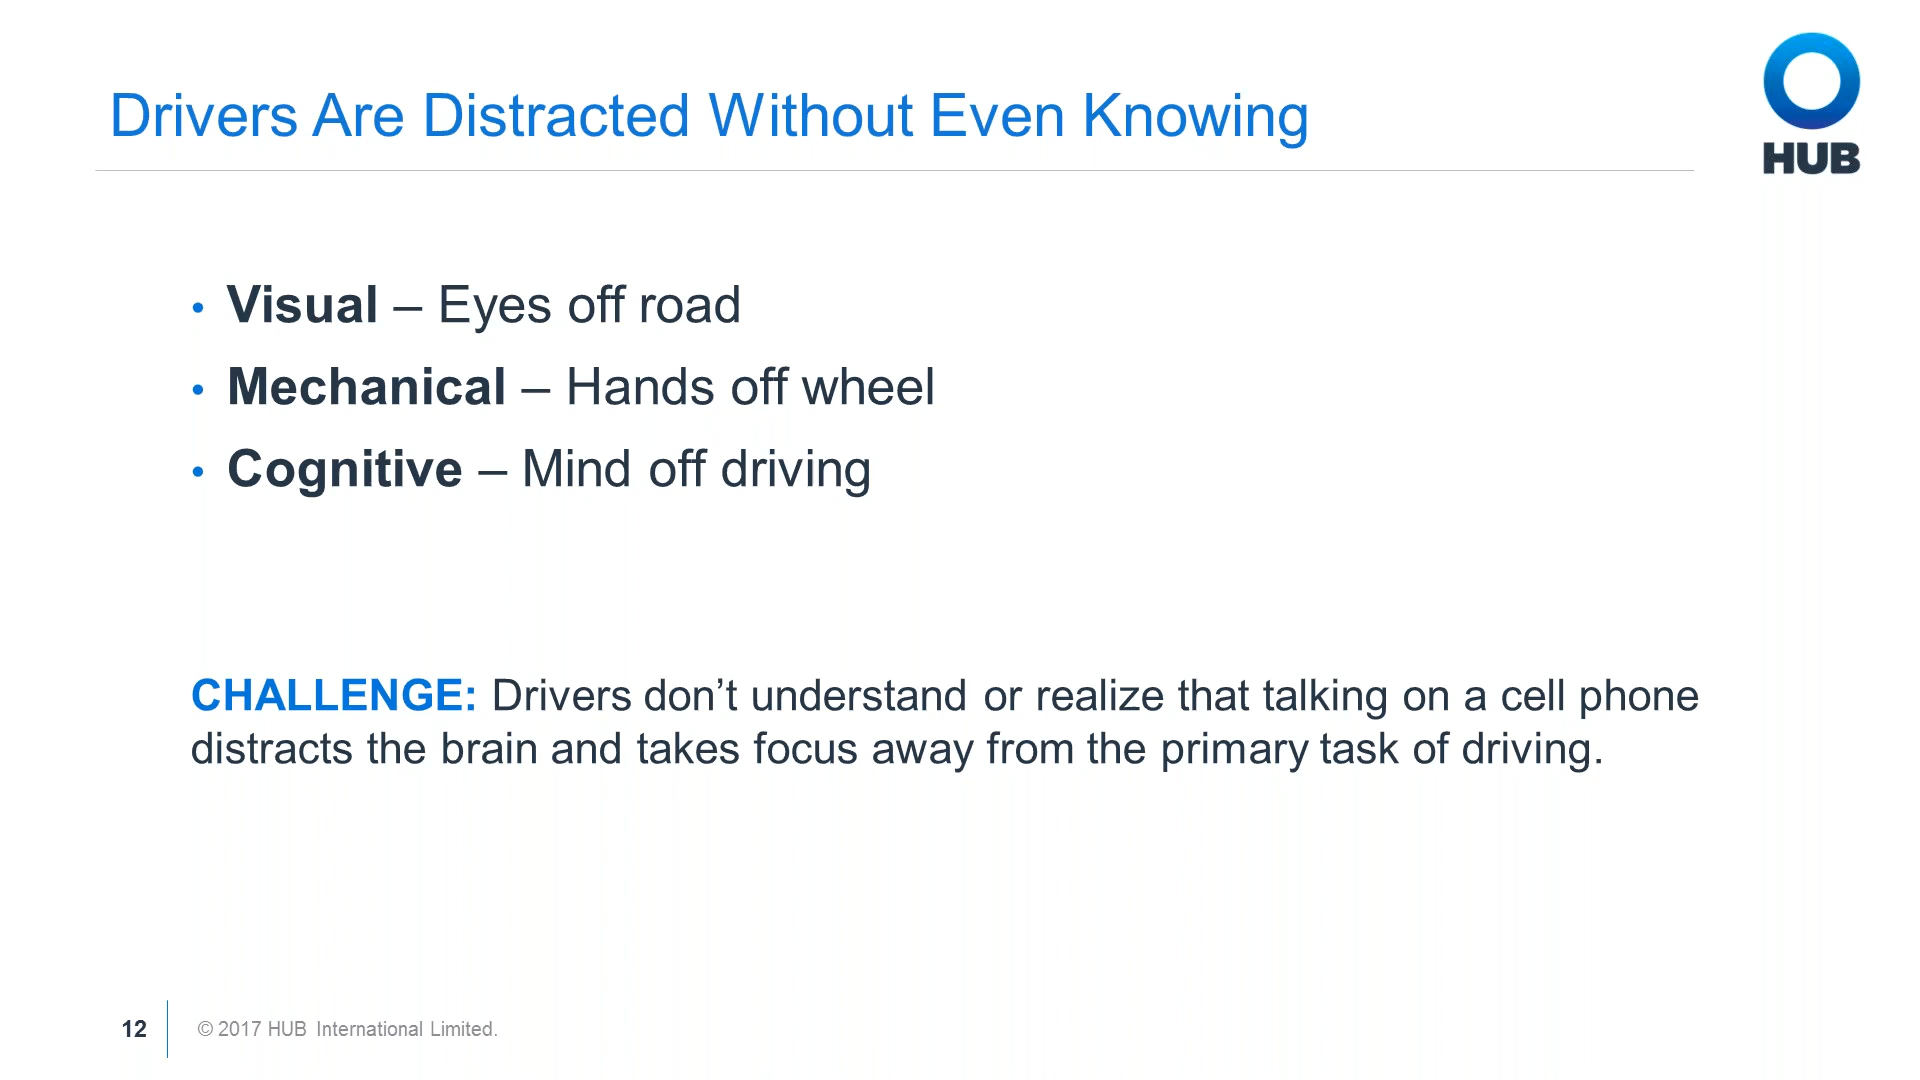 Drivers Are Distracted Without Even Knowing
HUB
• Visual – Eyes off road
• Mechanical – Hands off wheel
• Cognitive – Mind off driving
CHALLENGE: Drivers don’t understand or realize that talking on a cell phone
distracts the brain and takes focus away from the primary task of driving.
12
© 2017 HUB International Limited.